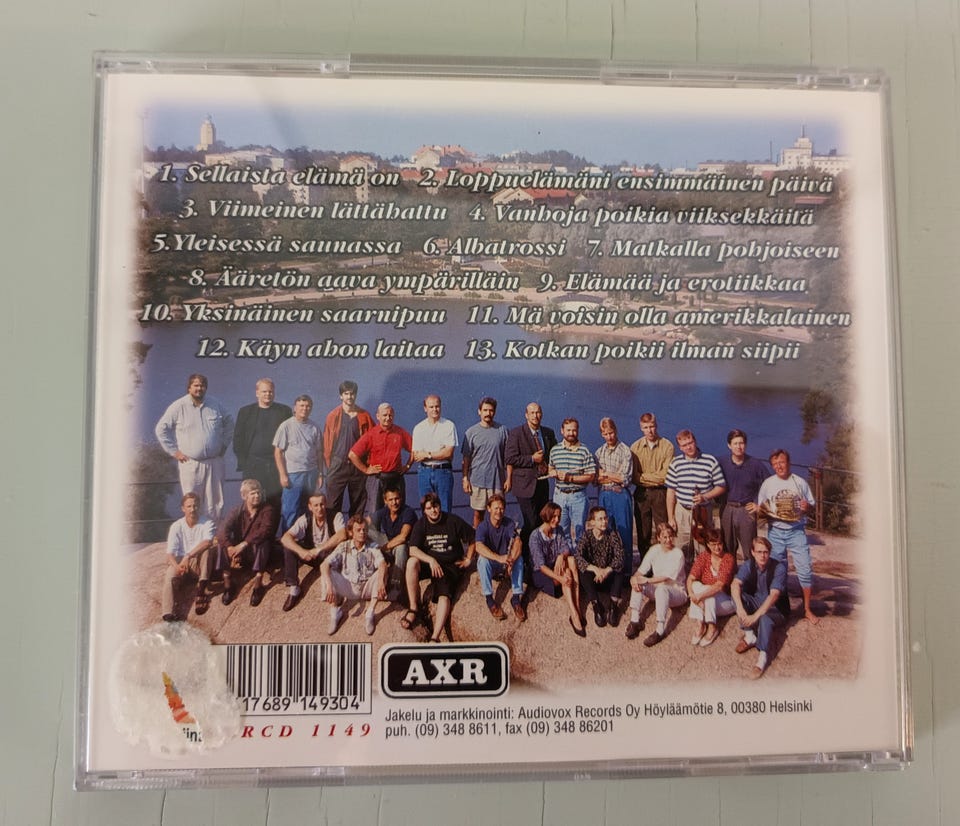 1. Sellaista elämä on 2. Loppuelämäni ensimmäinen päivä
3. Viimeinen lättähattu 4. Vanhoja poikia viiksekkäitä
5.Yleisessä saunassa 6. Albatrossi 7. Matkalla pohjoiseen
8. Ääretön aava ympärilläin 9. Elämää ja erotiikkaa
10. Yksinäinen saarnipuu 11. Mä voisin olla amerikkalainen
12. Käyn ahon laitaa 13. Kotkan poikii ilman siipii
17689 149304
RCD 1149
AXR
Jakelu ja markkinointi: Audiovox Records Oy Höyläämötie 8, 00380 Helsinki
puh. (09) 348 8611, fax (09) 348 86201